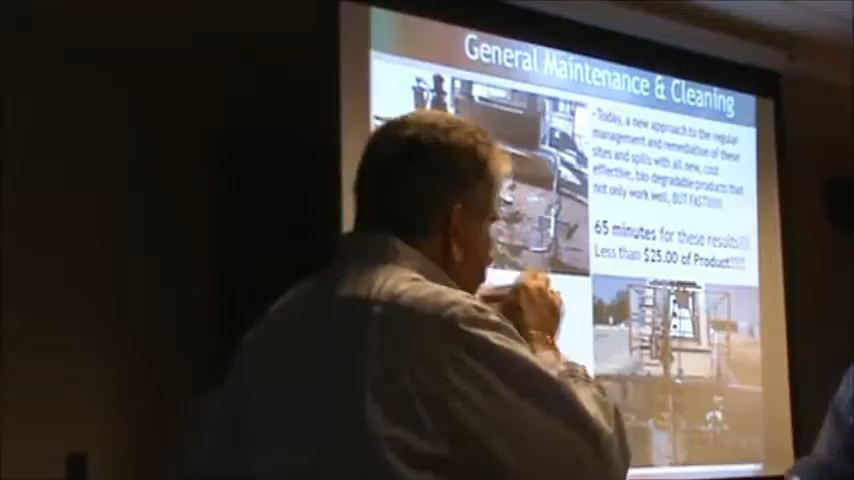 General Maintenance & Cleaning
-Today, a new approach to the regular
management and remediation of these
sites and spills with all new, cost
effective, bio-degradable products that
not only work well, BUT FAST!!!!!
65 minutes for these results!!!
Less than $25.00 of Product!!!!!